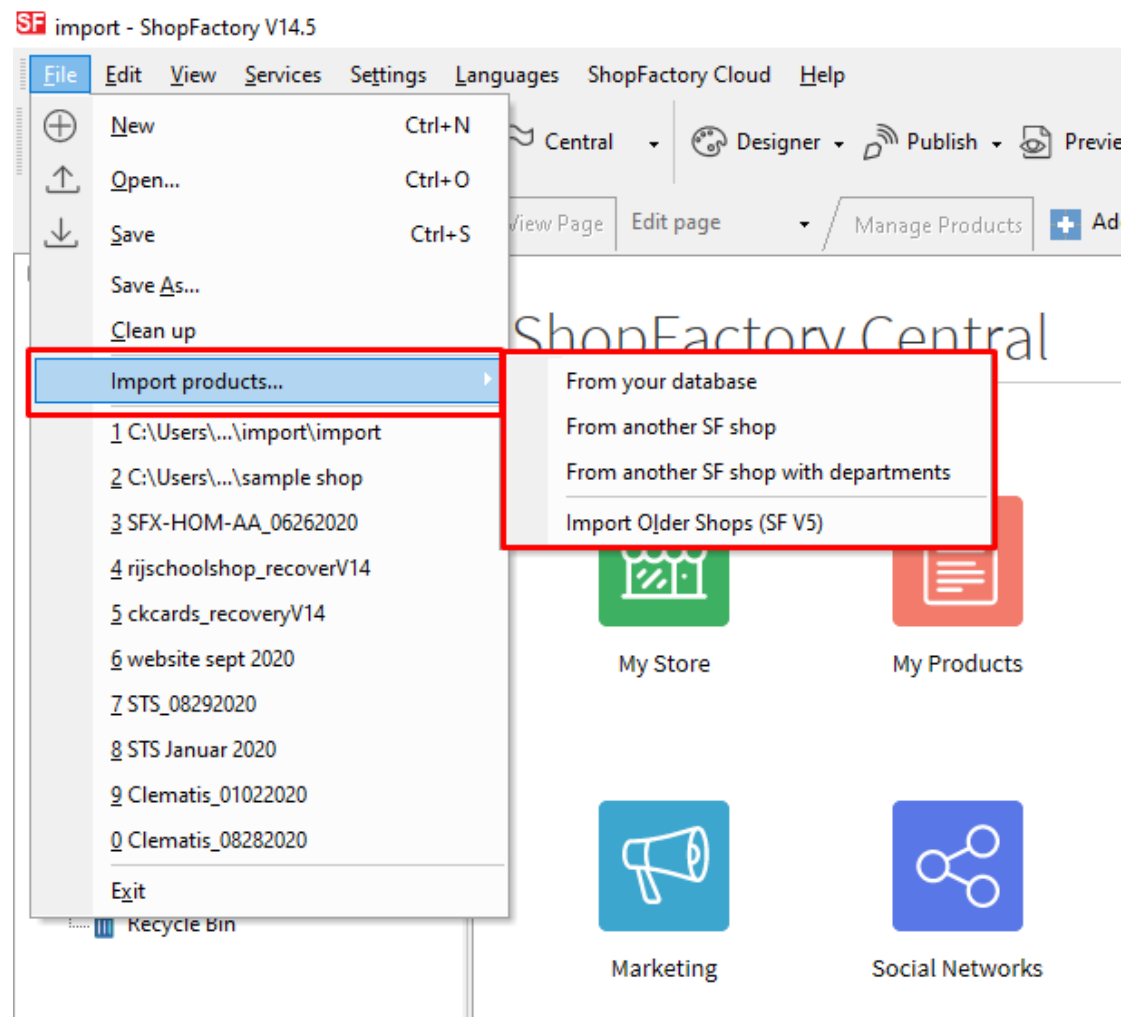 SF import - ShopFactory V14.5
File Edit View Services Settings Languages ShopFactory Cloud Help
New Ctrl+N
Central Designer Publish
Open... Ctrl+O
Save Ctrl+S
View Page Edit page Manage Products
Save As...
Clean up
ShopFactory Central
Import products...
From your database
From another SF shop
From another SF shop with departments
Import Older Shops (SF V5)
1 C:\Users\...\import\import
2 C:\Users\...\sample shop
3 SFX-HOM-AA_06262020
4 rijschoolshop_recoverV14
5 ckcards_recoveryV14
6 website sept 2020
7 STS_08292020
8 STS Januar 2020
9 Clematis_01022020
0 Clematis_08282020
Exit
Recycle Bin
My Store My Products
Marketing Social Networks